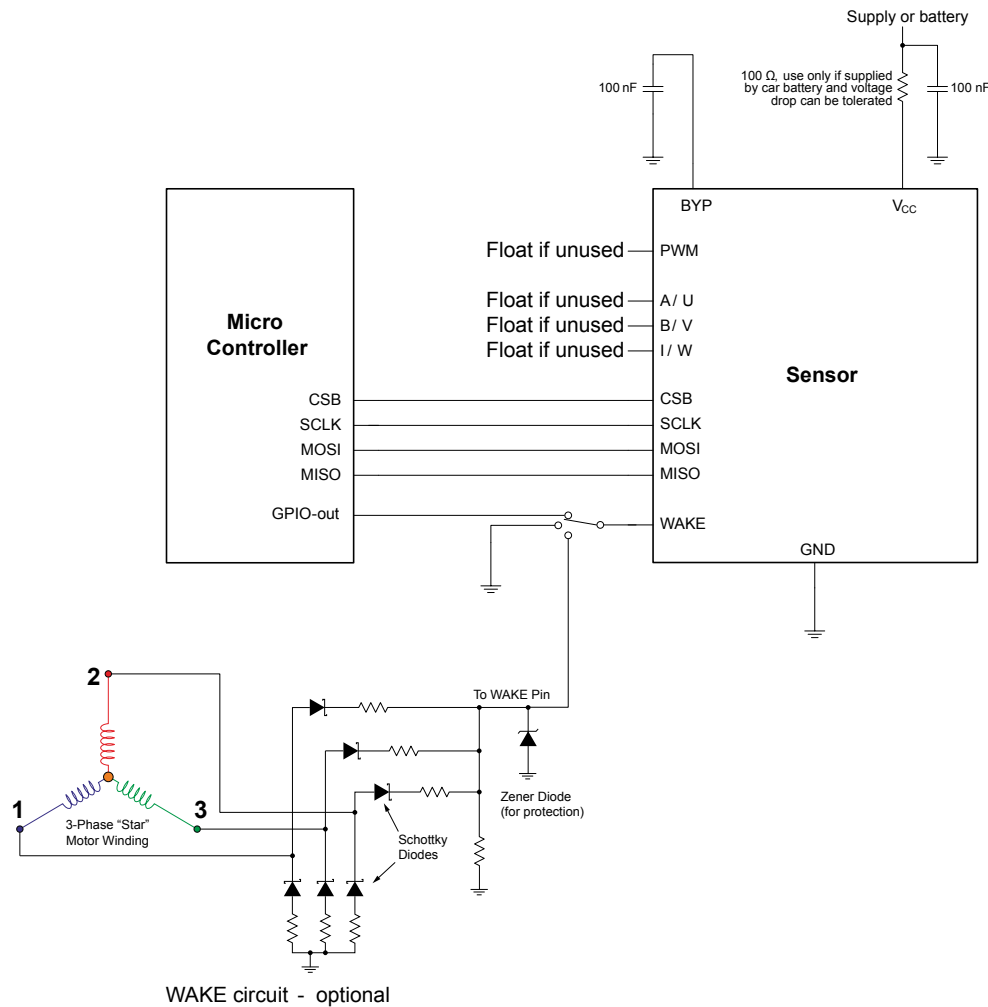 Supply or battery
100 nF
100 Ω, use only if supplied
by car battery and voltage
drop can be tolerated
100 nF
BYP
VCC
Float if unused
PWM
Float if unused
A / U
Float if unused
B / V
Float if unused
I / W
Micro
Controller
Sensor
CSB
CSB
SCLK
SCLK
MOSI
MOSI
MISO
MISO
GPIO-out
WAKE
GND
2
To WAKE Pin
1
3
3-Phase “Star”
Motor Winding
Zener Diode
(for protection)
Schottky
Diodes
WAKE circuit - optional